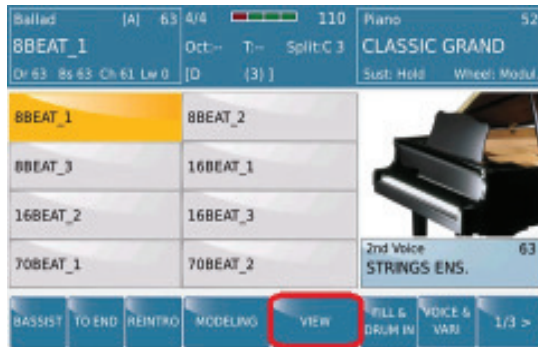 Ballad [A] 63
8BEAT_1
Dr 63 Bs 63 Ch 61 Lw 0
4/4 110
Oct:-- T:-- Split:C 3
[D (3) ]
Piano 52
CLASSIC GRAND
Sust: Hold Wheel: Modul.
8BEAT_1 8BEAT_2
8BEAT_3 16BEAT_1
16BEAT_2 16BEAT_3
70BEAT_1 70BEAT_2
2nd Voice 63
STRINGS ENS.
BASSIST TO END REINTRO MODELING VIEW FILL & DRUM IN VOICE & VARI 1/3 >